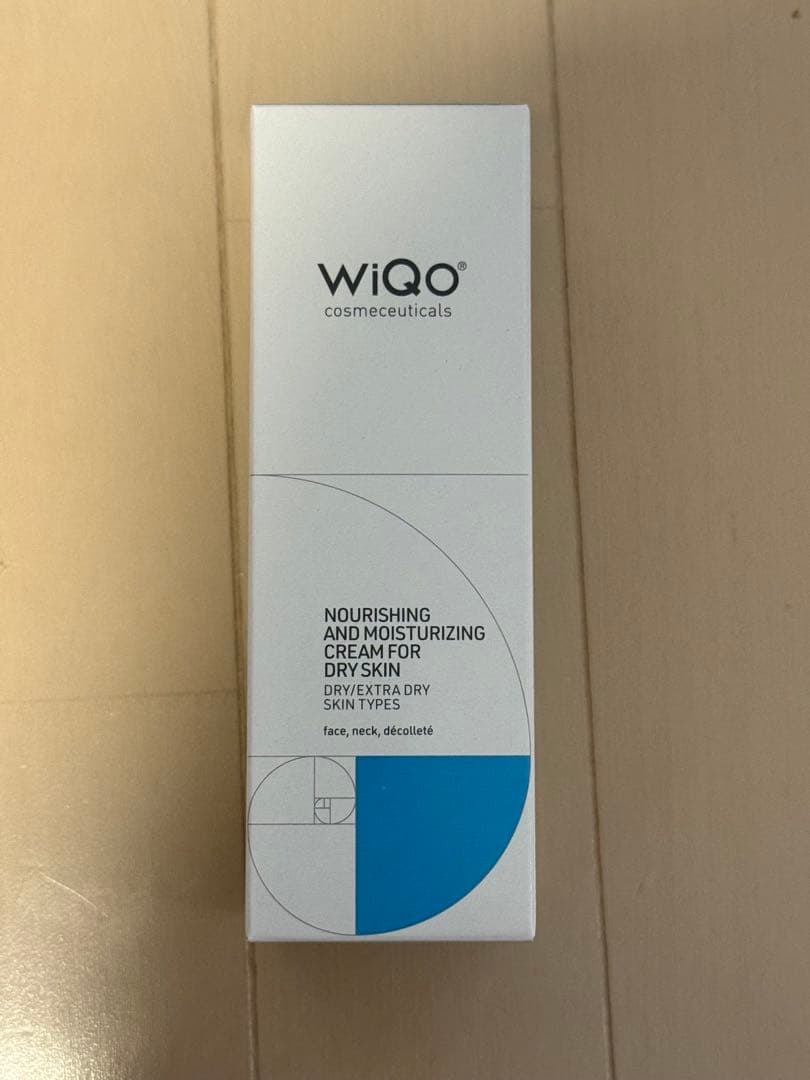 WiQo®
cosmeceuticals
NOURISHING
AND MOISTURIZING
CREAM FOR
DRY SKIN
DRY/EXTRA DRY
SKIN TYPES
face, neck, décolleté